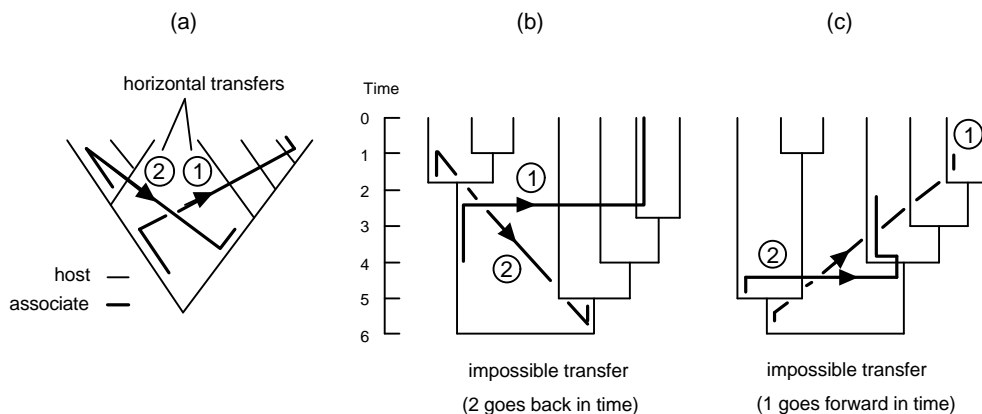 (a)
(b)
(c)
horizontal transfers
2
1
host
associate
Time
0
1
2
3
4
5
6
1
2
impossible transfer
(2 goes back in time)
1
2
impossible transfer
(1 goes forward in time)